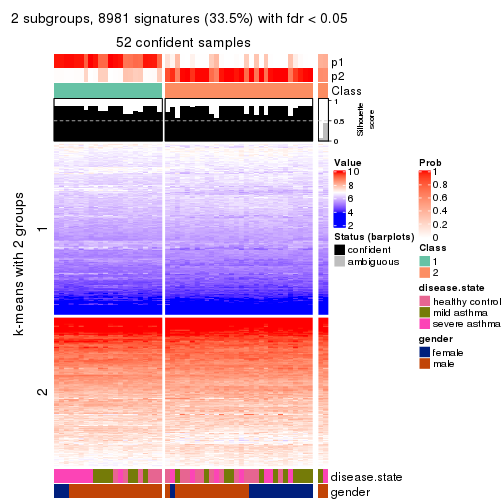 2 subgroups, 8981 signatures (33.5%) with fdr < 0.05
52 confident samples
p1
p2
Class
1
0.5
0
Silhouette
score
k-means with 2 groups
1
2
disease.state
gender
Value
10
8
6
4
2
Status (barplots)
confident
ambiguous
Prob
1
0.8
0.6
0.4
0.2
0
Class
1
2
disease.state
healthy control
mild asthma
severe asthma
gender
female
male